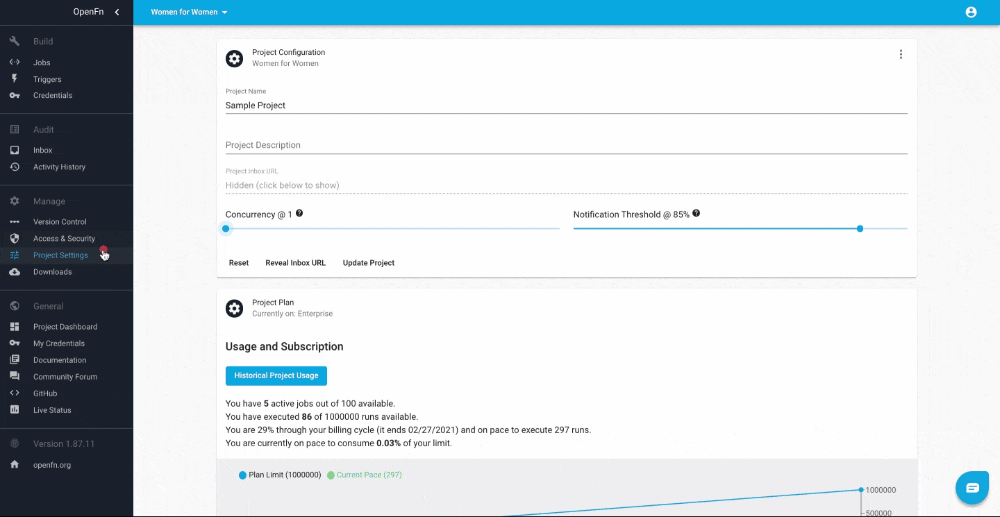 OpenFn
Women for Women
Build
Jobs
Triggers
Credentials
Audit
Inbox
Activity History
Manage
Version Control
Access & Security
Project Settings
Downloads
General
Project Dashboard
My Credentials
Documentation
Community Forum
GitHub
Live Status
Version 1.87.11
openfn.org
Project Configuration
Women for Women
Project Name
Sample Project
Project Description
Project Inbox URL
Hidden (click below to show)
Concurrency @ 1
Notification Threshold @ 85%
Reset Reveal Inbox URL Update Project
Project Plan
Currently on: Enterprise
Usage and Subscription
Historical Project Usage
You have 5 active jobs out of 100 available.
You have executed 86 of 1000000 runs available.
You are 29% through your billing cycle (it ends 02/27/2021) and on pace to execute 297 runs.
You are currently on pace to consume 0.03% of your limit.
Plan Limit (1000000) Current Pace (297)
1000000
500000